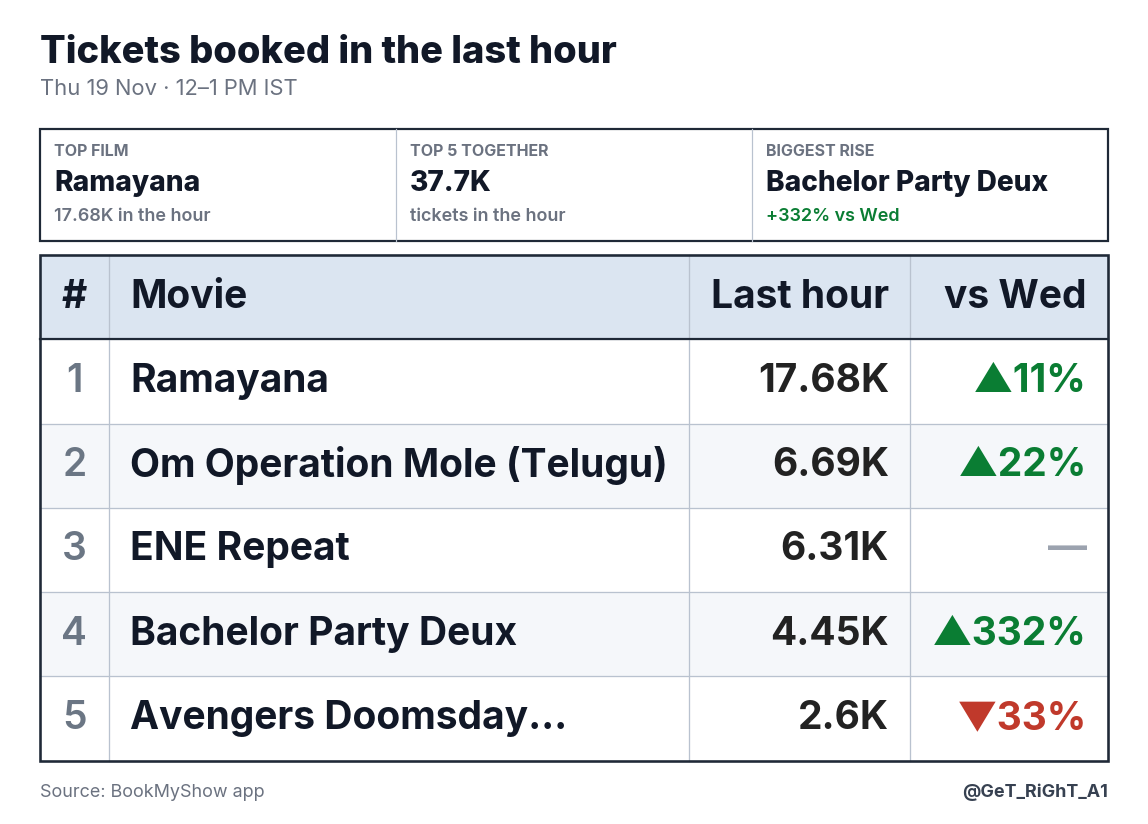 Tickets booked in the last hour
Thu 19 Nov · 12–1 PM IST
TOP FILM
Ramayana
17.68K in the hour
TOP 5 TOGETHER
37.7K
tickets in the hour
BIGGEST RISE
Bachelor Party Deux
+332% vs Wed
# Movie Last hour vs Wed
1 Ramayana 17.68K ▲11%
2 Om Operation Mole (Telugu) 6.69K ▲22%
3 ENE Repeat 6.31K —
4 Bachelor Party Deux 4.45K ▲332%
5 Avengers Doomsday... 2.6K ▼33%
Source: BookMyShow app
@GeT_RiGhT_A1